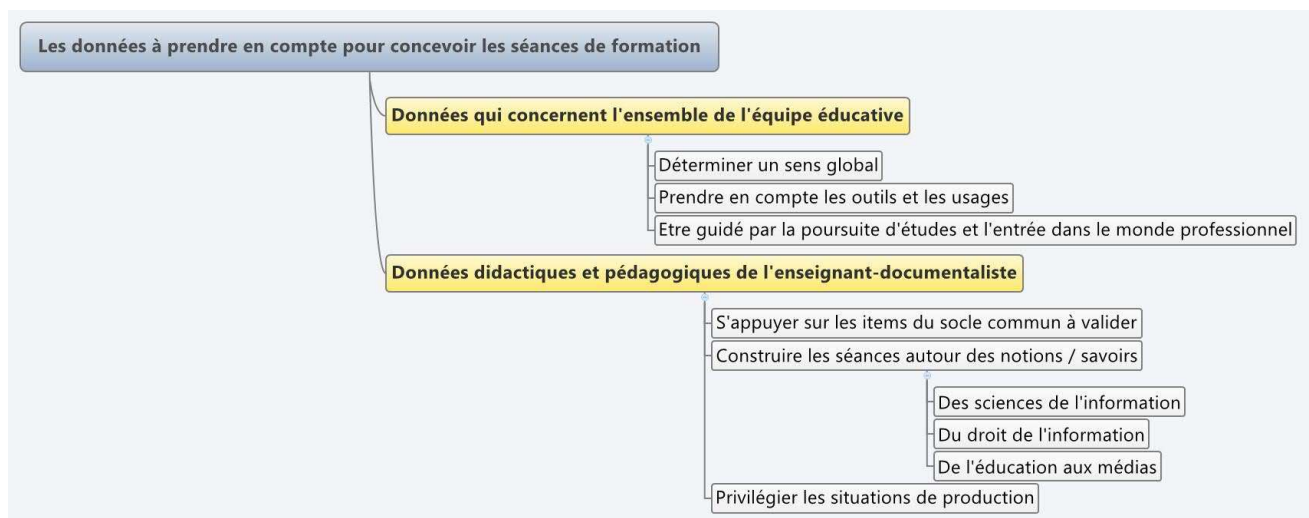 Les données à prendre en compte pour concevoir les séances de formation
Données qui concernent l'ensemble de l'équipe éducative
Déterminer un sens global
Prendre en compte les outils et les usages
Etre guidé par la poursuite d'études et l'entrée dans le monde professionnel
Données didactiques et pédagogiques de l'enseignant-documentaliste
S'appuyer sur les items du socle commun à valider
Construire les séances autour des notions / savoirs
Des sciences de l'information
Du droit de l'information
De l'éducation aux médias
Privilégier les situations de production